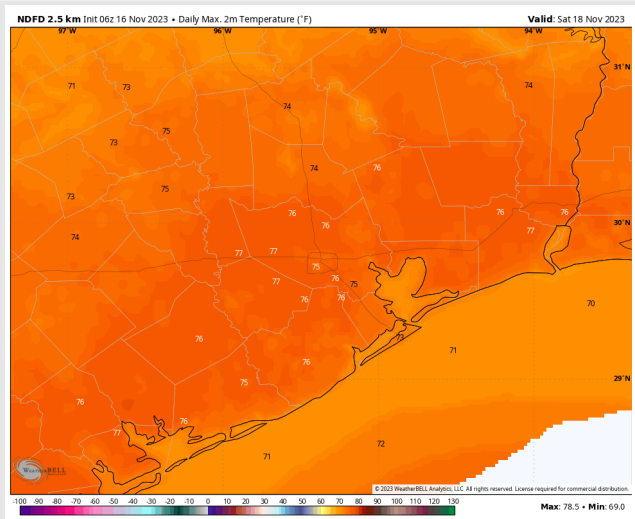 NDFD 2.5 km Init 06z 16 Nov 2023 • Daily Max. 2m Temperature (°F) Valid: Sat 18 Nov 2023
97°W 96°W 95°W 94°W
31°N
71 73 74
74
75
73
74 76
75
73
76 76 76
30°N
76 77
74
77 77
75
76 75
77
76 76
70
73
76
71
76
29°N
75
76
76
77
72
71
WeatherBELL
© 2023 WeatherBELL Analytics, LLC. All rights reserved. License required for commercial distribution.
-100 -90 -80 -70 -60 -50 -40 -30 -20 -10 0 10 20 30 40 50 60 70 80 90 100 110 120 130
Max: 78.5 • Min: 69.0